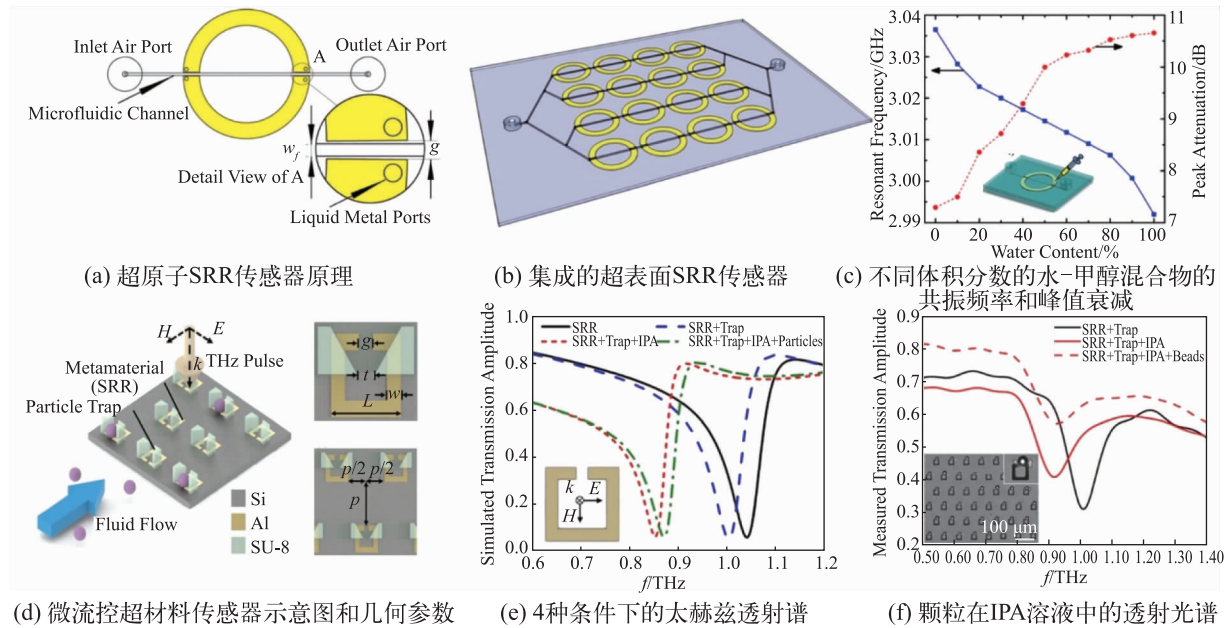 Inlet Air Port
Outlet Air Port
A
Microfluidic Channel
w_f
g
Detail View of A
Liquid Metal Ports
(a) 超原子SRR传感器原理
(b) 集成的超表面SRR传感器
Resonant Frequency/GHz
3.04
3.03
3.02
3.01
3.00
2.99
11
10
9
8
7
Peak Attenuation/dB
0 20 40 60 80 100
Water Content/%
(c) 不同体积分数的水-甲醇混合物的
共振频率和峰值衰减
H
E
k
THz Pulse
Metamaterial
(SRR)
Particle Trap
Fluid Flow
Si
Al
SU-8
g
t
w
L
p/2 p/2
p
(d) 微流控超材料传感器示意图和几何参数
Simulated Transmission Amplitude
1.0
0.8
0.6
0.4
0.2
0.0
SRR
SRR+Trap
SRR+Trap+IPA
SRR+Trap+IPA+Particles
k
E
H
0.6 0.7 0.8 0.9 1.0 1.1 1.2
f/THz
(e) 4种条件下的太赫兹透射谱
Measured Transmission Amplitude
0.9
0.8
0.7
0.6
0.5
0.4
0.3
0.2
SRR+Trap
SRR+Trap+IPA
SRR+Trap+IPA+Beads
100 μm
0.50 0.60 0.70 0.80 0.90 1.00 1.10 1.20 1.30 1.40
f/THz
(f) 颗粒在IPA溶液中的透射光谱